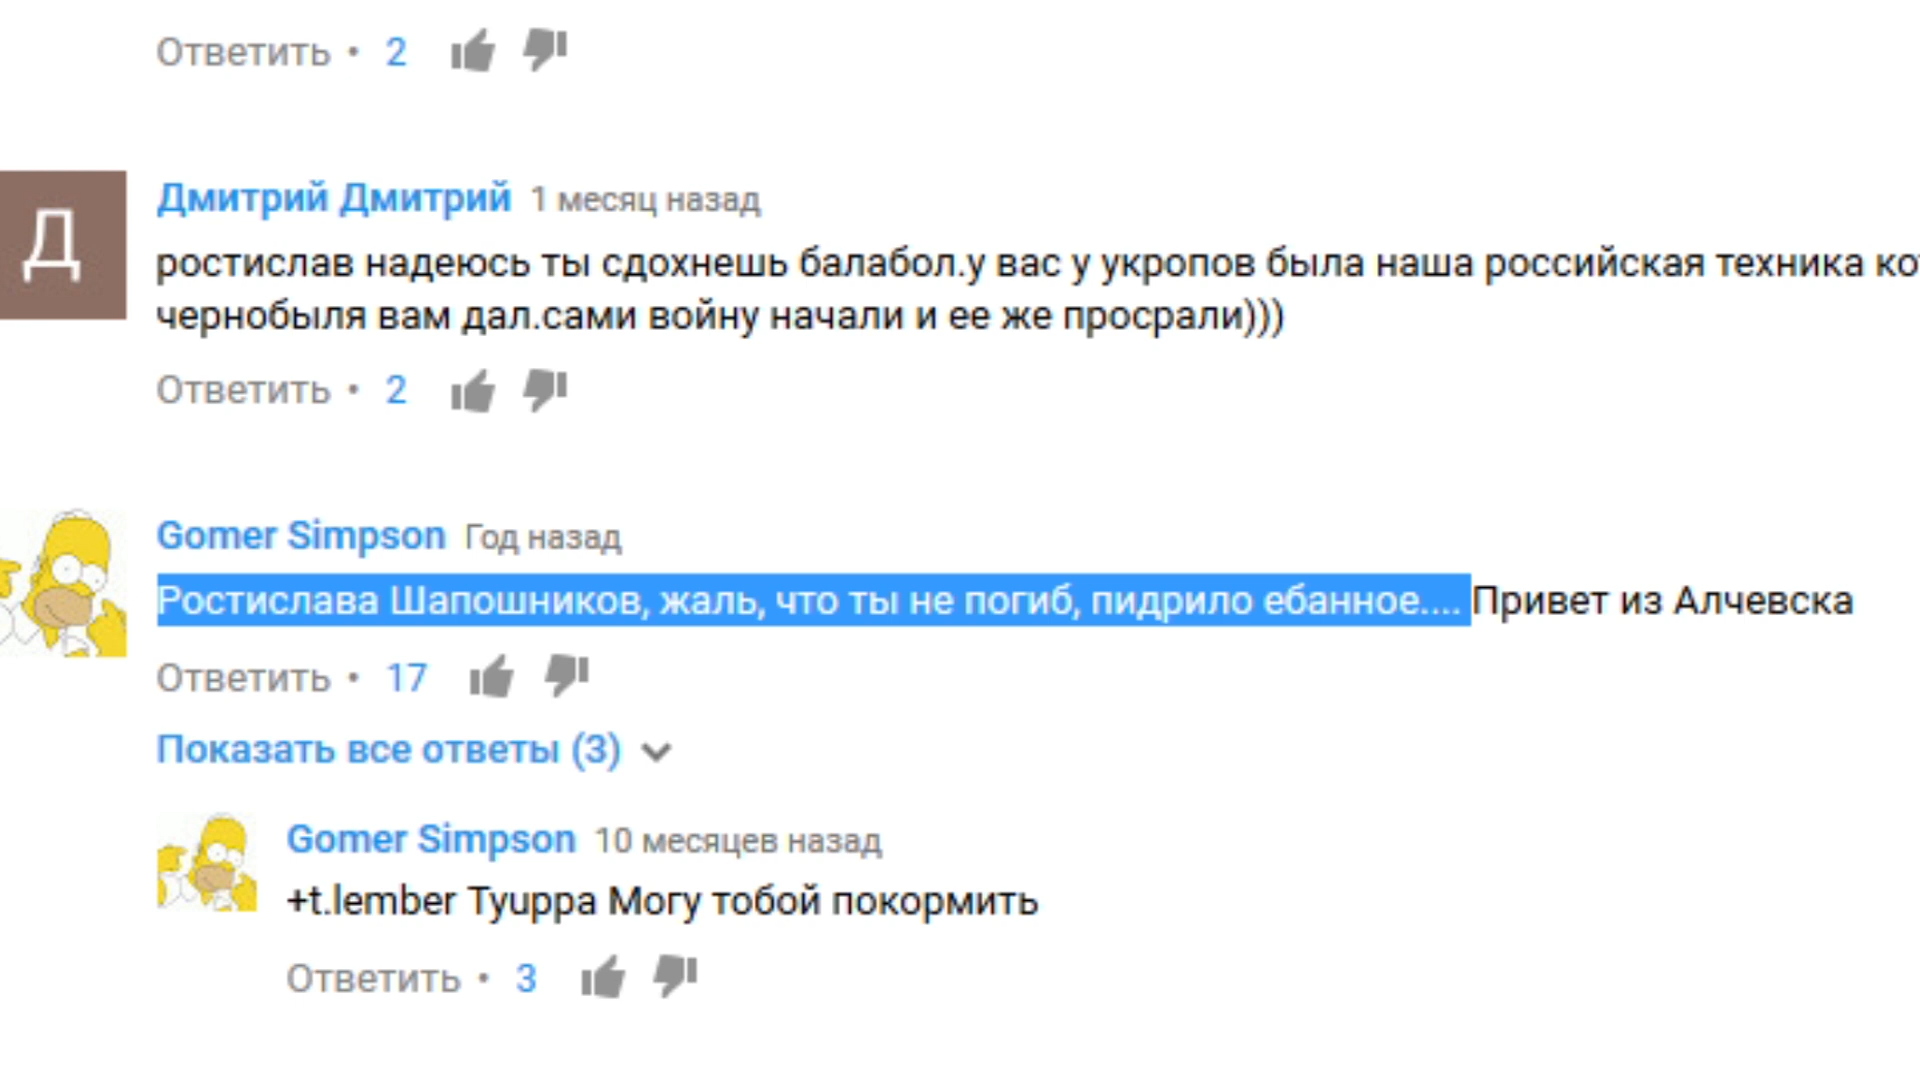 Ответить • 2
Д
Дмитрий Дмитрий 1 месяц назад
ростислав надеюсь ты сдохнешь балабол.у вас у укропов была наша российская техника
чернобыля вам дал.сами войну начали и ее же просрали)))
Ответить • 2
Gomer Simpson Год назад
Ростислава Шапошников, жаль, что ты не погиб, пидрило ебанное.... Привет из Алчевска
Ответить • 17
Показать все ответы (3)
Gomer Simpson 10 месяцев назад
+t.lember Tyuppa Могу тобой покормить
Ответить • 3